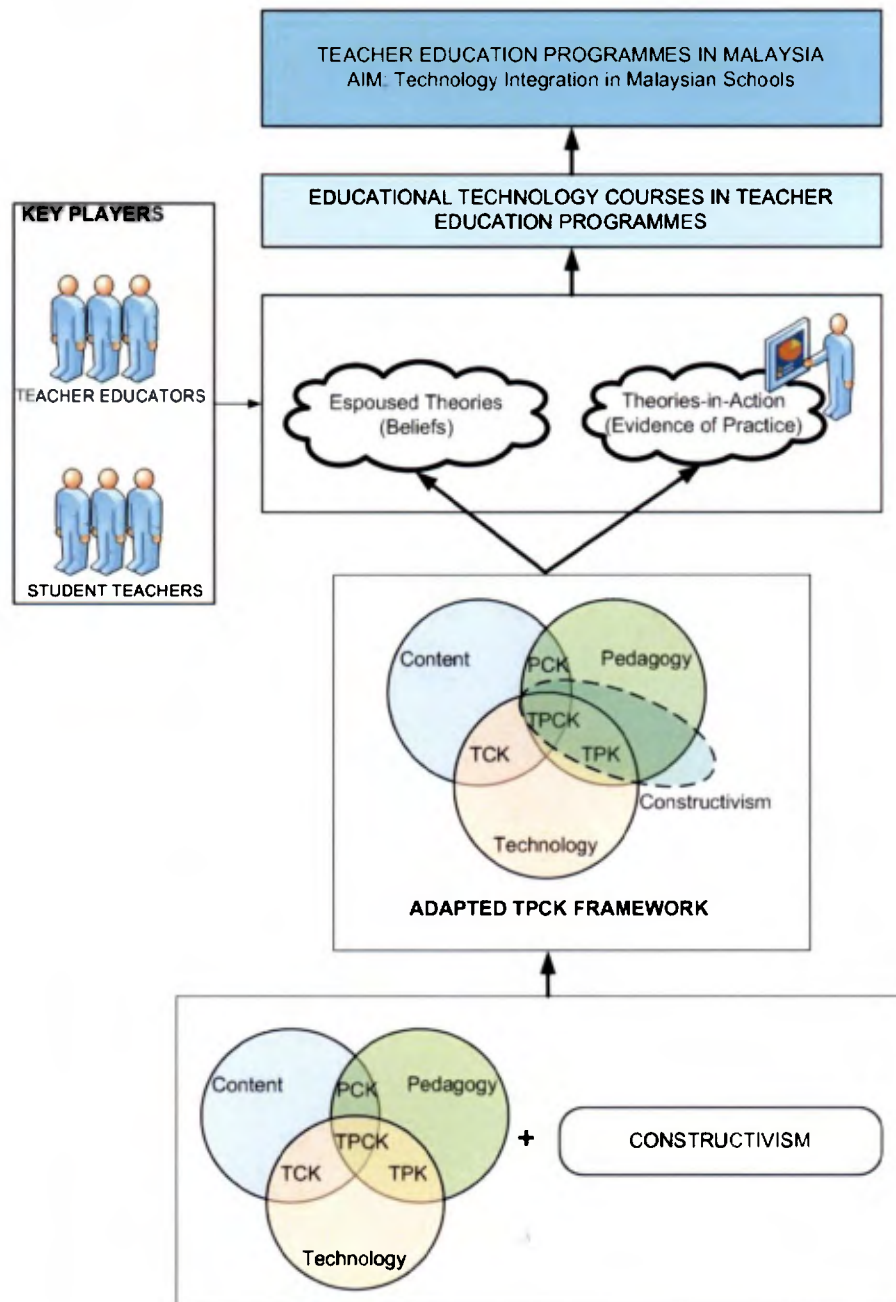 TEACHER EDUCATION PROGRAMMES IN MALAYSIA
AIM: Technology Integration in Malaysian Schools
EDUCATIONAL TECHNOLOGY COURSES IN TEACHER
EDUCATION PROGRAMMES
KEY PLAYERS
TEACHER EDUCATORS
STUDENT TEACHERS
Espoused Theories
(Beliefs)
Theories-in-Action
(Evidence of Practice)
Content
PCK
Pedagogy
TPCK
TCK
TPK
Constructivism
Technology
ADAPTED TPCK FRAMEWORK
Content
PCK
Pedagogy
TPCK
TCK
TPK
Technology
+
CONSTRUCTIVISM